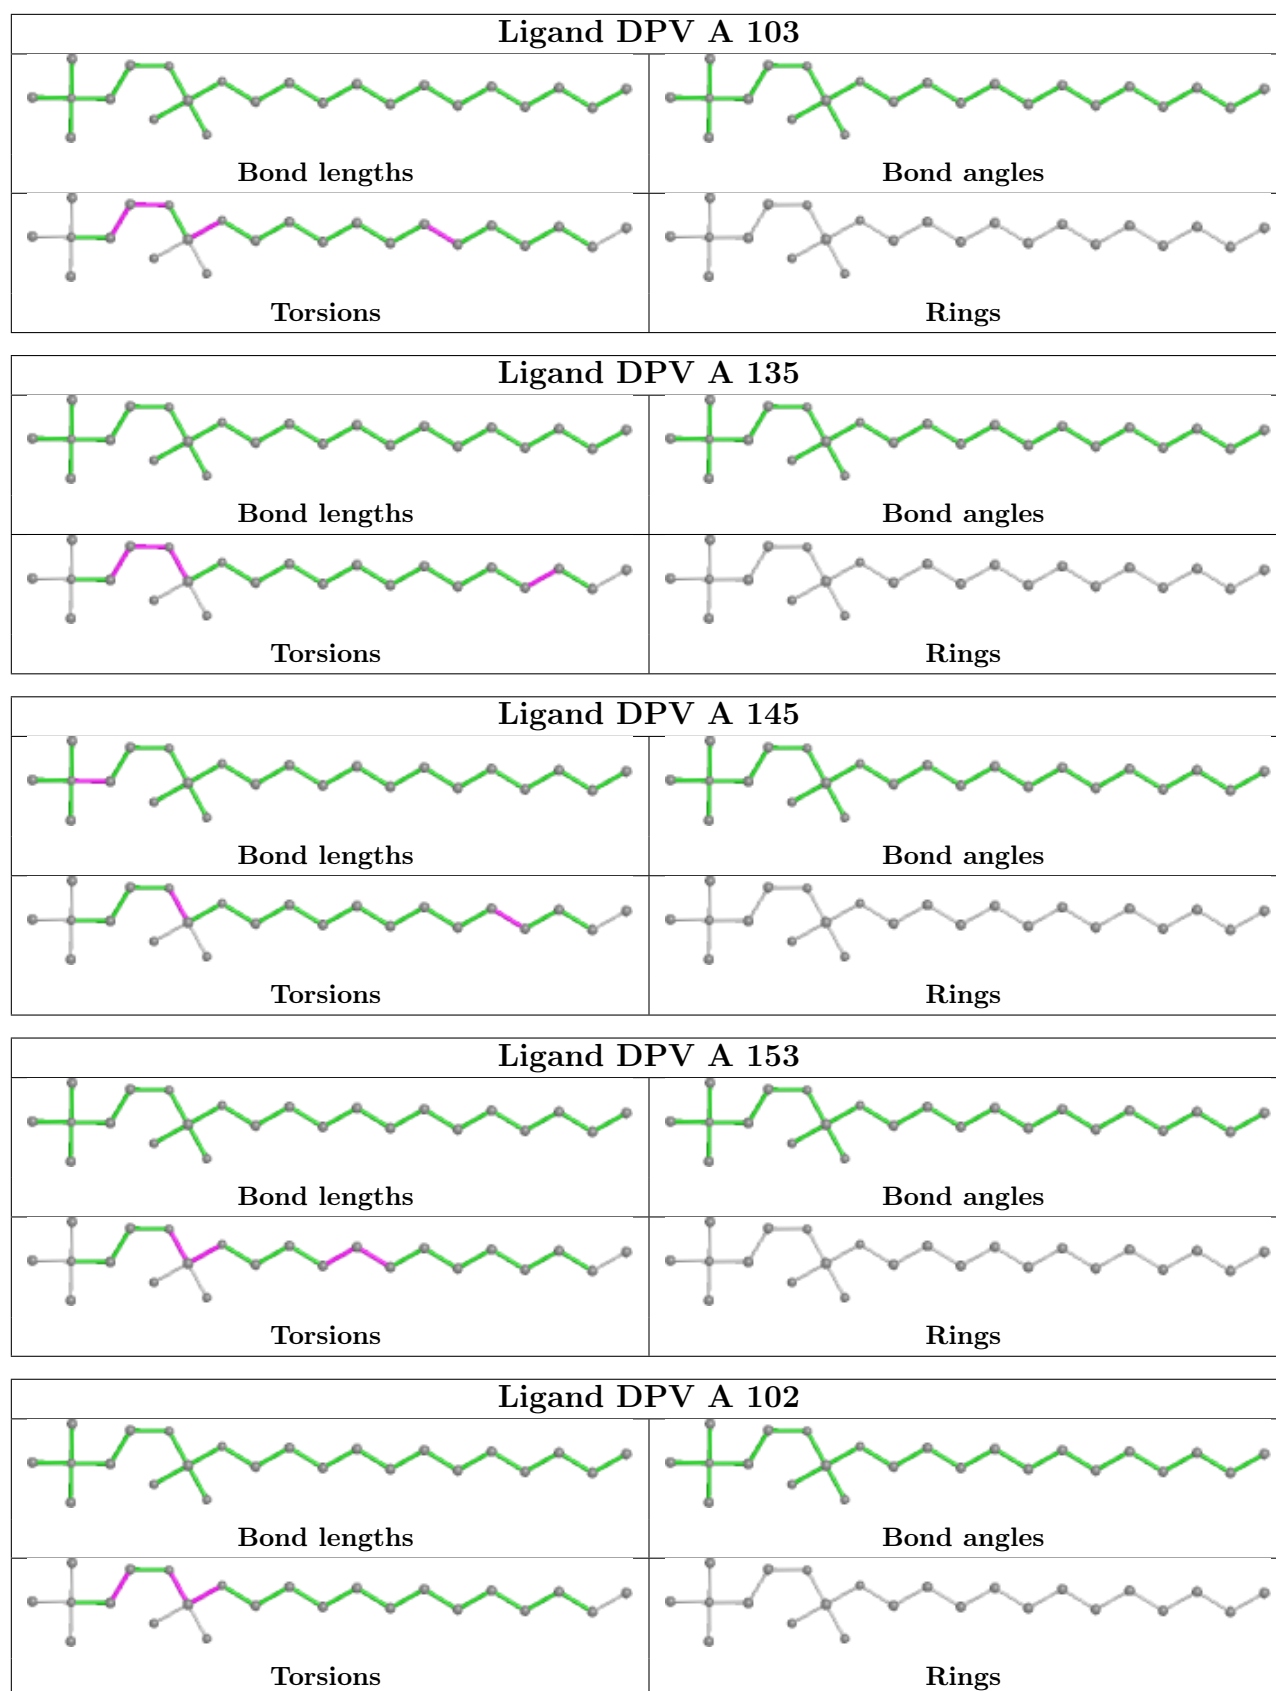 Ligand DPV A 103
Bond lengths
Bond angles
Torsions
Rings
Ligand DPV A 135
Bond lengths
Bond angles
Torsions
Rings
Ligand DPV A 145
Bond lengths
Bond angles
Torsions
Rings
Ligand DPV A 153
Bond lengths
Bond angles
Torsions
Rings
Ligand DPV A 102
Bond lengths
Bond angles
Torsions
Rings